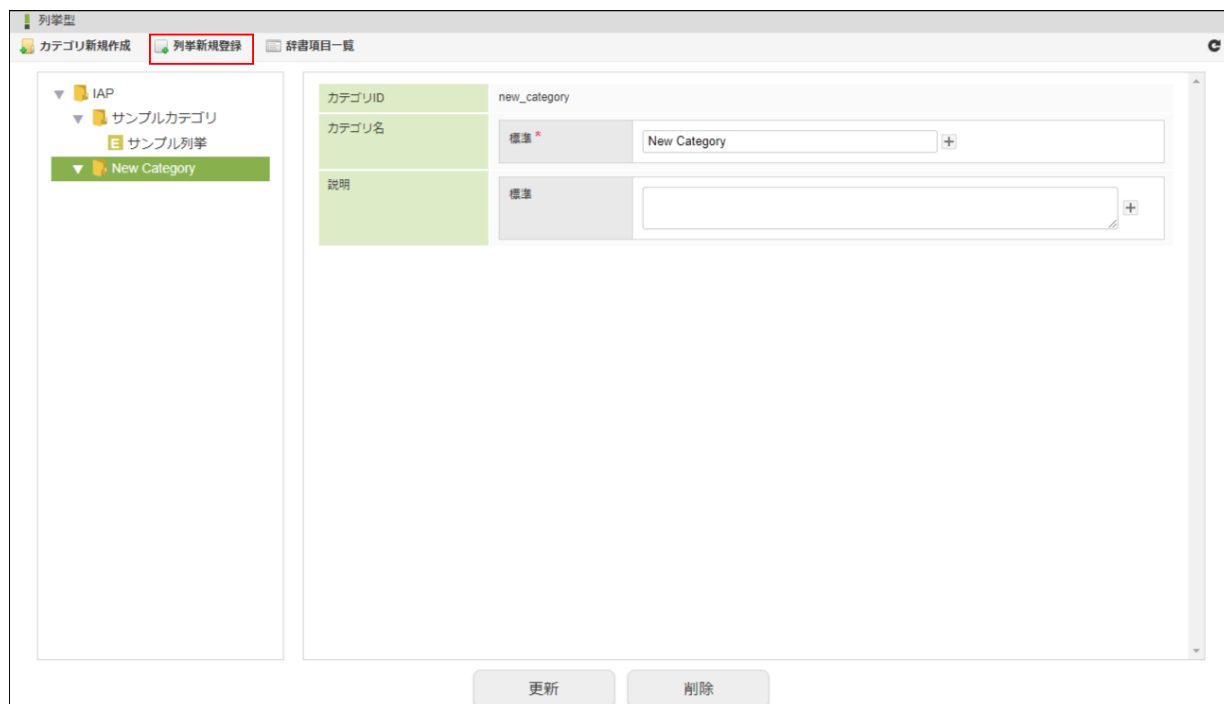 列挙型
カテゴリ新規作成 列挙新規登録 辞書項目一覧
IAP
サンプルカテゴリ
E サンプル列挙
New Category
カテゴリID new_category
カテゴリ名 標準* New Category
説明 標準
更新 削除